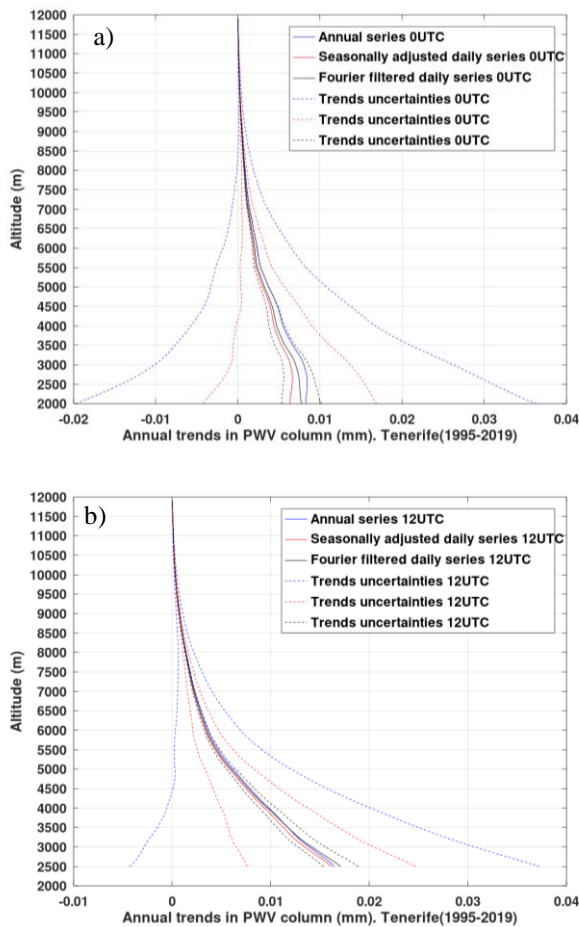 a)
12000
11500
11000
10500
10000
9500
9000
8500
8000
7500
7000
6500
6000
5500
5000
4500
4000
3500
3000
2500
2000
Altitude (m)
Annual series 0UTC
Seasonally adjusted daily series 0UTC
Fourier filtered daily series 0UTC
Trends uncertainties 0UTC
Trends uncertainties 0UTC
Trends uncertainties 0UTC
-0.02 -0.01 0 0.01 0.02 0.03 0.04
Annual trends in PWV column (mm). Tenerife(1995-2019)
b)
12000
11500
11000
10500
10000
9500
9000
8500
8000
7500
7000
6500
6000
5500
5000
4500
4000
3500
3000
2500
2000
Altitude (m)
Annual series 12UTC
Seasonally adjusted daily series 12UTC
Fourier filtered daily series 12UTC
Trends uncertainties 12UTC
Trends uncertainties 12UTC
Trends uncertainties 12UTC
-0.01 0 0.01 0.02 0.03 0.04
Annual trends in PWV column (mm). Tenerife(1995-2019)